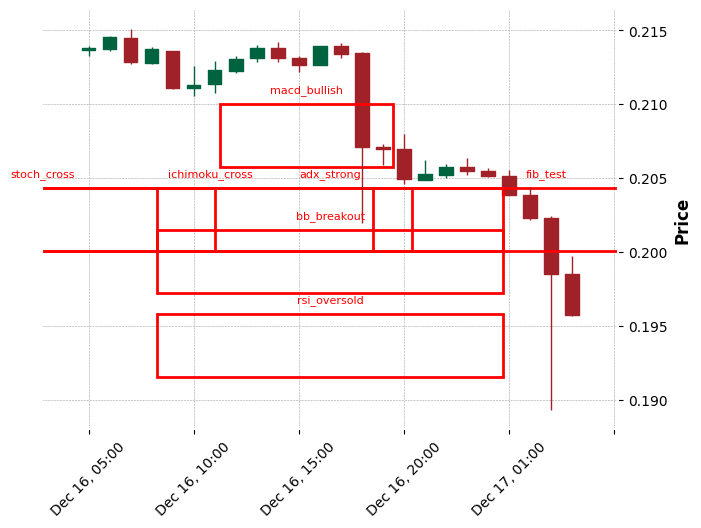 0.215
macd_bullish
0.210
stoch_cross ichimoku_cross adx_strong fib_test
0.205
bb_breakout
0.200
rsi_oversold
0.195
0.190
Price
Dec 16, 05:00
Dec 16, 10:00
Dec 16, 15:00
Dec 16, 20:00
Dec 17, 01:00